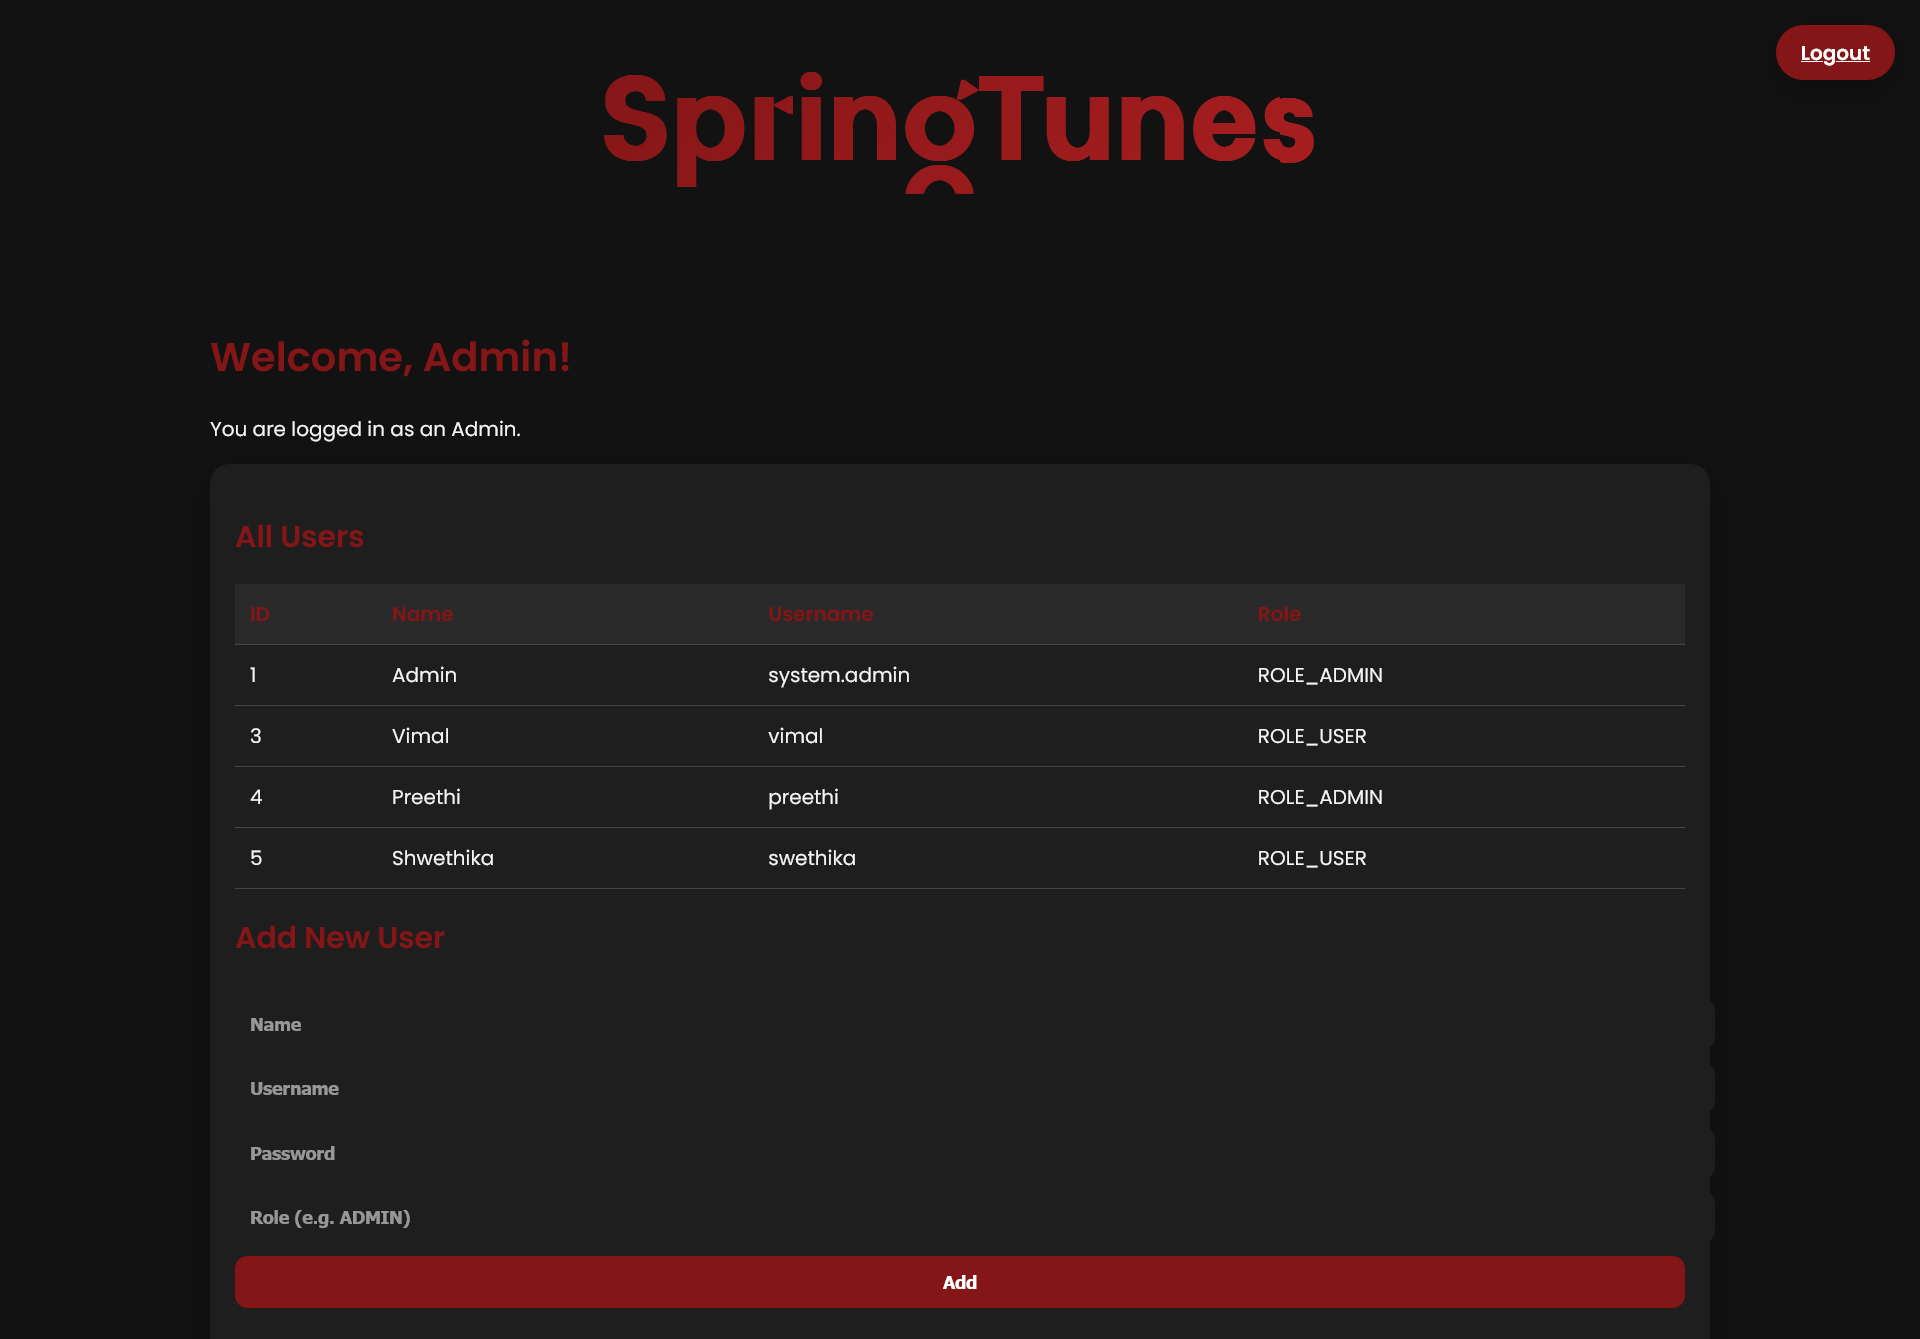 Logout
SpringTunes
Welcome, Admin!
You are logged in as an Admin.
All Users
ID Name Username Role
1 Admin system.admin ROLE_ADMIN
3 Vimal vimal ROLE_USER
4 Preethi preethi ROLE_ADMIN
5 Shwethika swethika ROLE_USER
Add New User
Name
Username
Password
Role (e.g. ADMIN)
Add